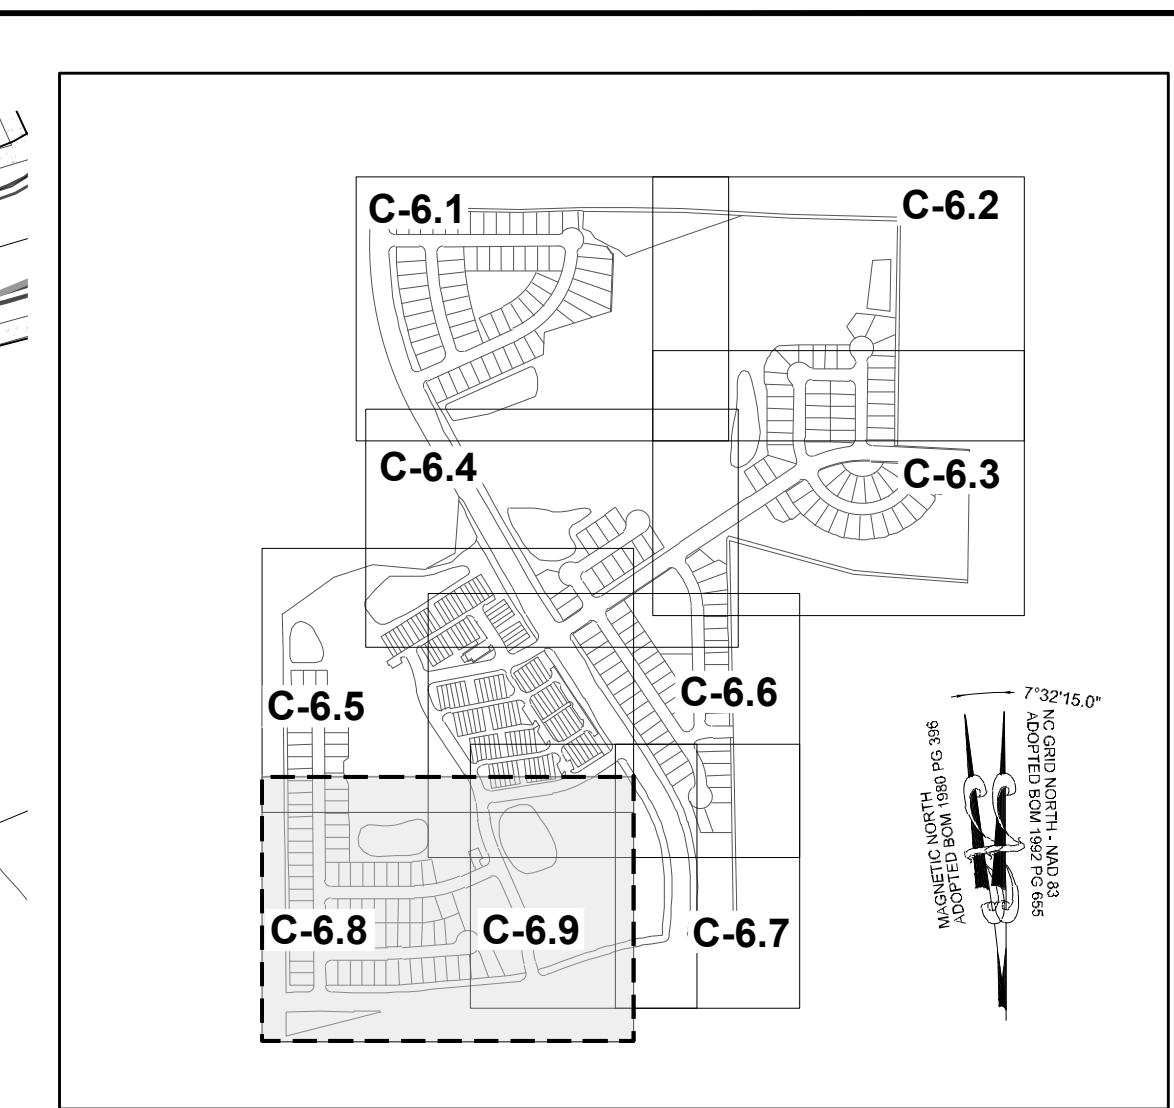 C-6.1
C-6.2
C-6.4
C-6.3
C-6.5
C-6.6
7°32'15.0"
MAGNETIC NORTH
ADOPTED BOM 1980 PG 396
NC GRID NORTH - NAD 83
ADOPTED BOM 1992 PG 655
C-6.8
C-6.9
C-6.7